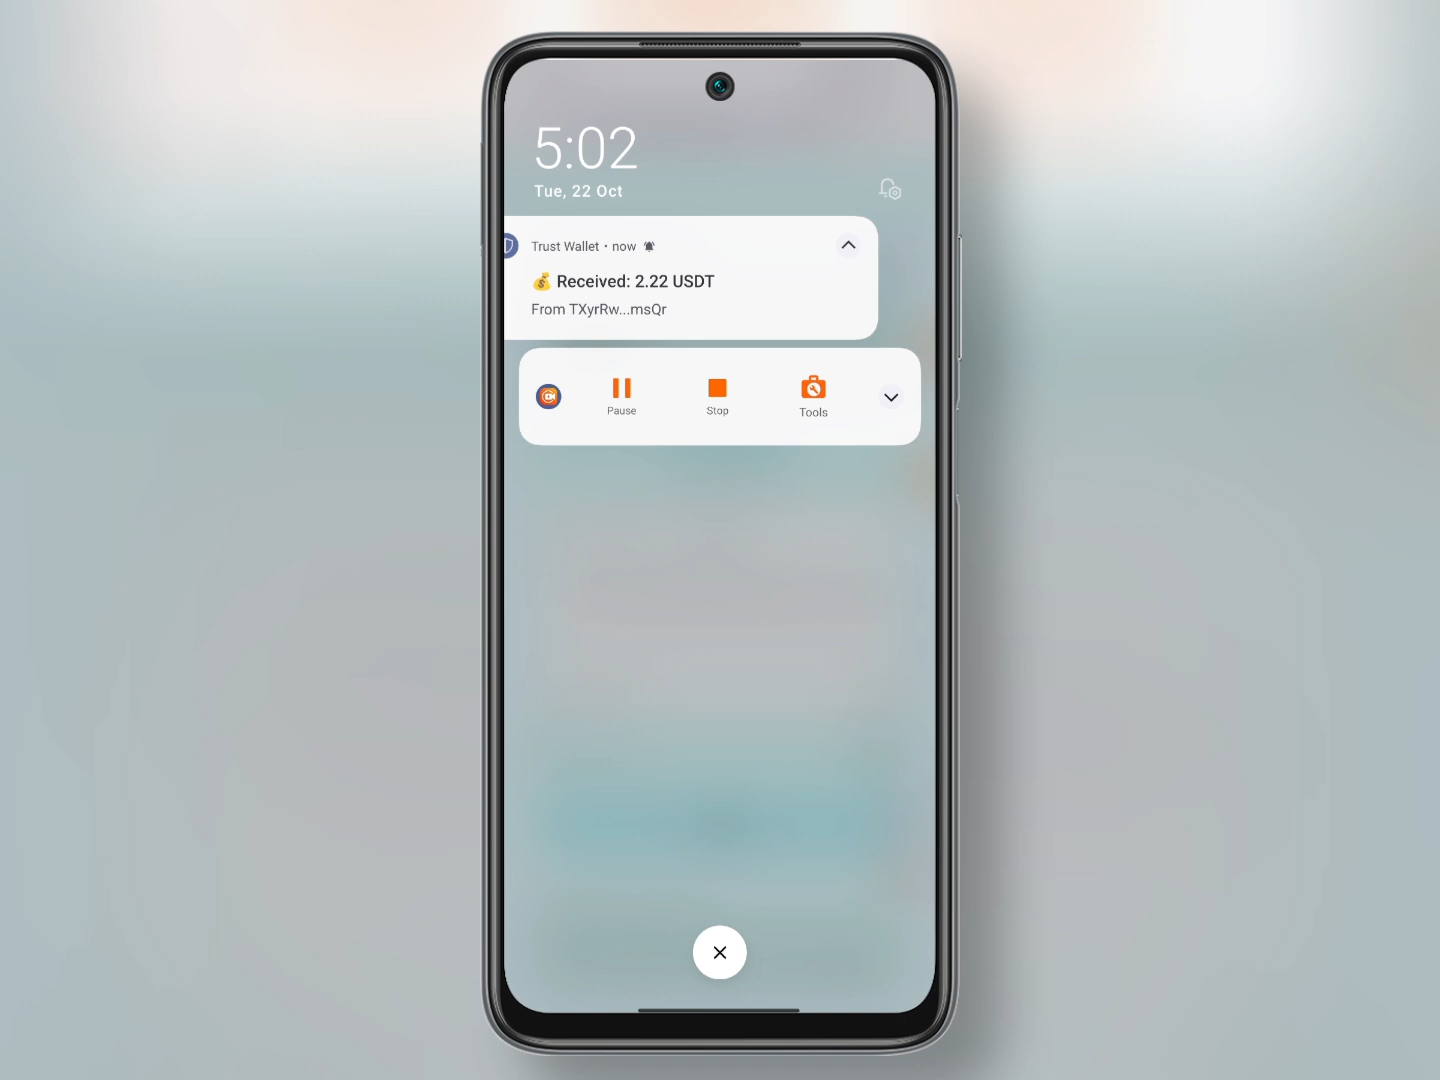 5:02
Tue, 22 Oct
Trust Wallet • now
💰 Received: 2.22 USDT
From TXyrRw...msQr
Pause Stop Tools